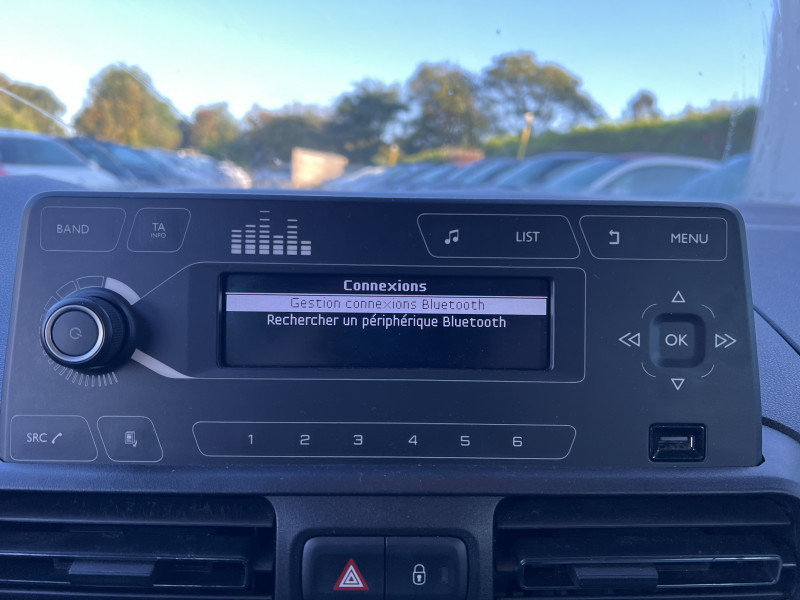 BAND
TA
INFO
LIST
MENU
Connexions
Gestion connexions Bluetooth
Rechercher un périphérique Bluetooth
OK
SRC
1 2 3 4 5 6